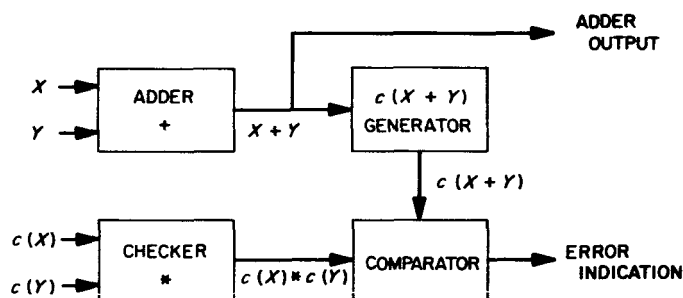 ADDER
OUTPUT
X
Y
ADDER
+
X + Y
c (X + Y)
GENERATOR
c (X + Y)
c(X)
c(Y)
CHECKER
*
c(X)* c(Y)
COMPARATOR
ERROR
INDICATION